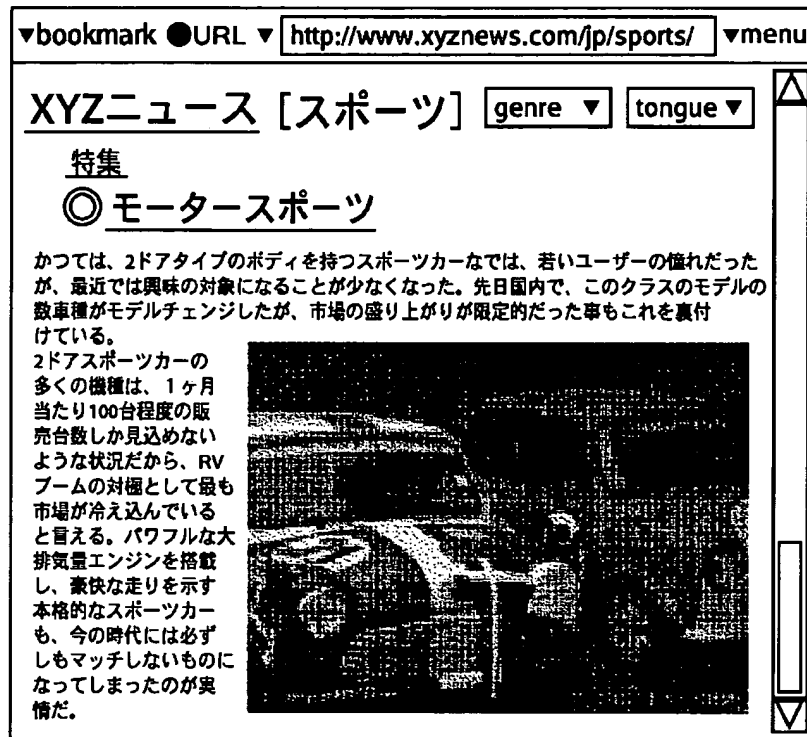 ▼bookmark ●URL ▼ http://www.xyznews.com/jp/sports/ ▼menu
XYZニュース [スポーツ] genre ▼ tongue ▼
特集
◎モータースポーツ
かつては、2ドアタイプのボディを持つスポーツカーなでは、若いユーザーの憧れだった
が、最近では興味の対象になることが少なくなった。先日国内で、このクラスのモデルの
数車種がモデルチェンジしたが、市場の盛り上がりが限定的だった事もこれを裏付
けている。
2ドアスポーツカーの
多くの機種は、1ヶ月
当たり100台程度の販
売台数しか見込めない
ような状況だから、RV
ブームの対極として最も
市場が冷え込んでいる
と言える。パワフルな大
排気量エンジンを搭載
し、豪快な走りを示す
本格的なスポーツカー
も、今の時代には必ず
しもマッチしないものに
なってしまったのが実
情だ。